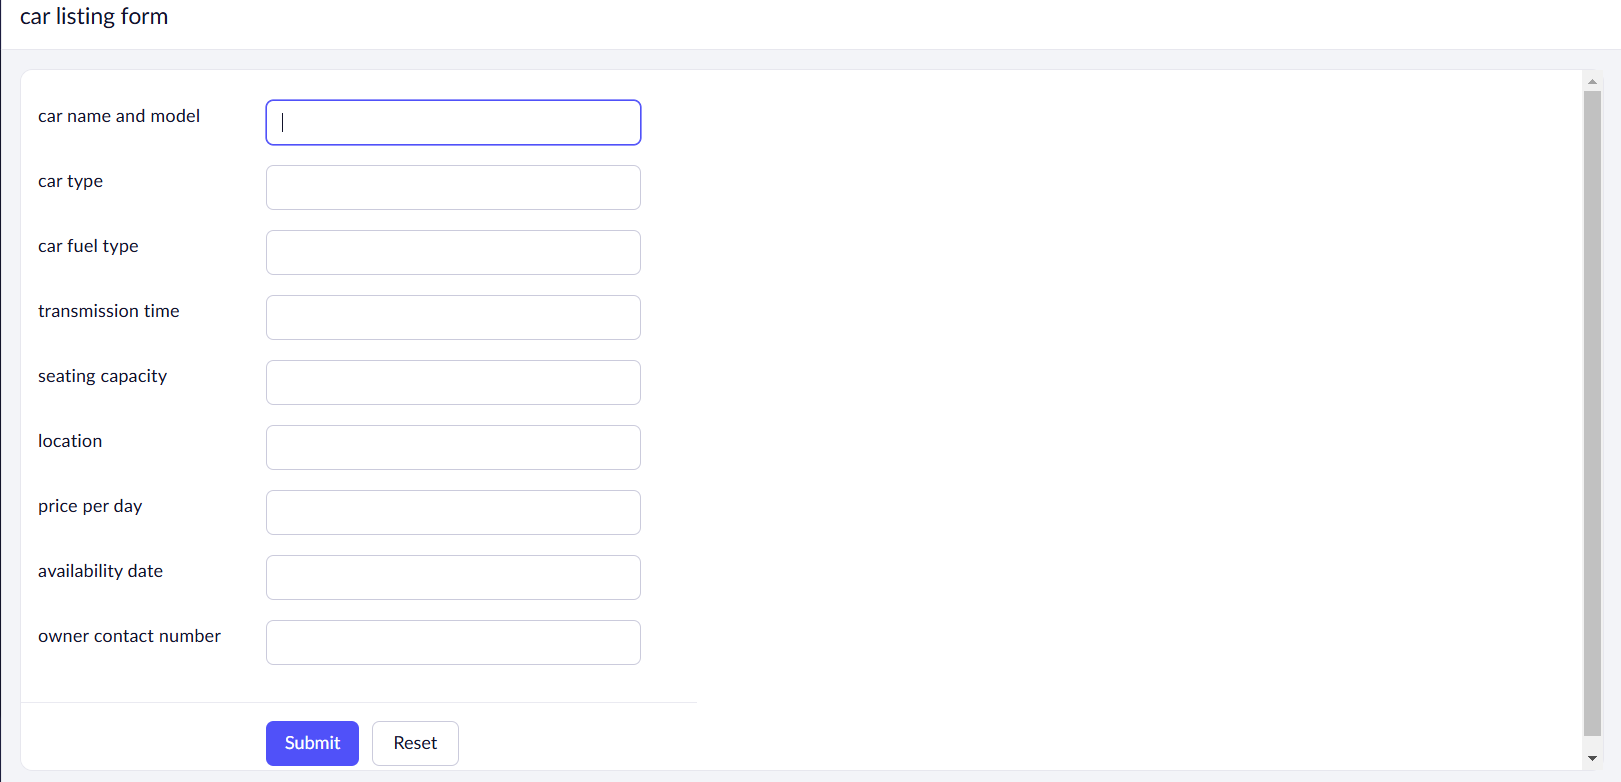 car listing form
car name and model
car type
car fuel type
transmission time
seating capacity
location
price per day
availability date
owner contact number
Submit Reset